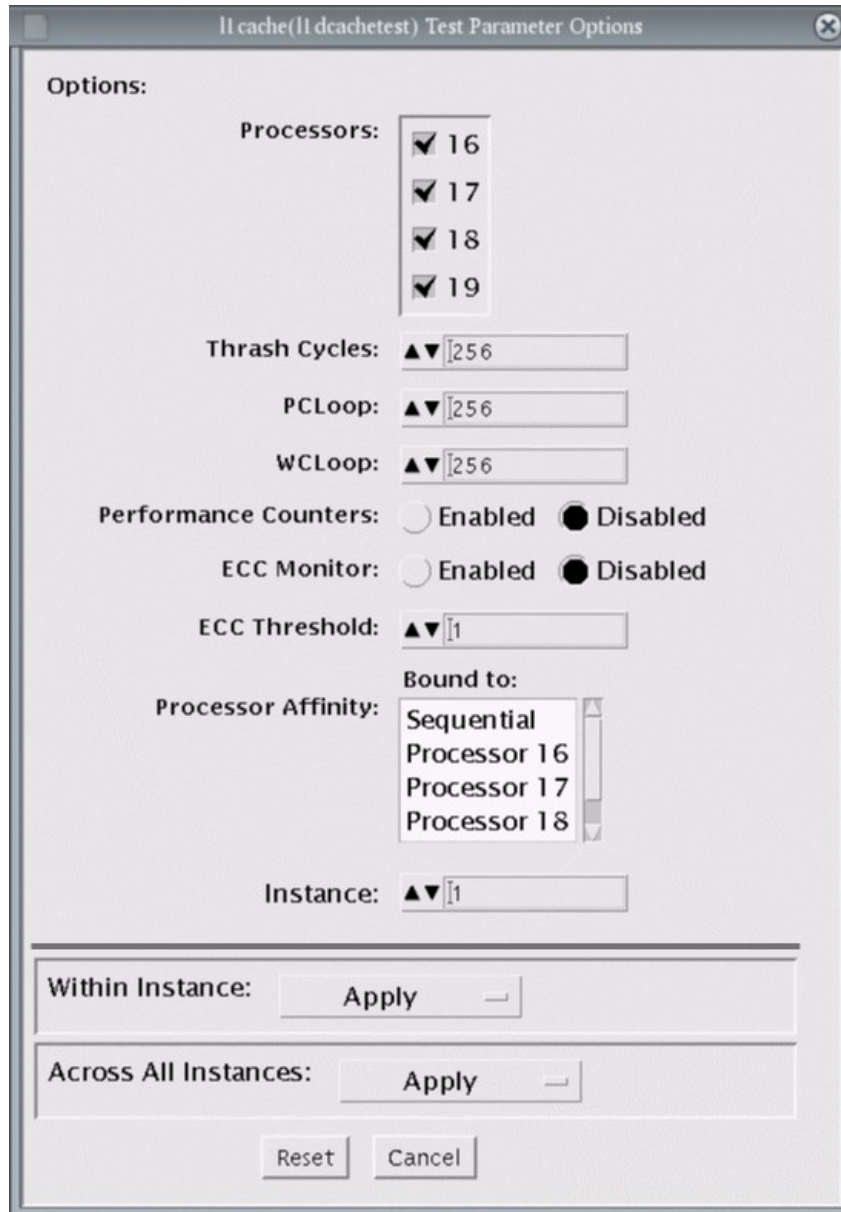 l1cache(l1dcachetest) Test Parameter Options
Options:
Processors:
16
17
18
19
Thrash Cycles: 256
PCLoop: 256
WCLoop: 256
Performance Counters: Enabled Disabled
ECC Monitor: Enabled Disabled
ECC Threshold: 1
Bound to:
Processor Affinity:
Sequential
Processor 16
Processor 17
Processor 18
Instance: 1
Within Instance: Apply
Across All Instances: Apply
Reset Cancel